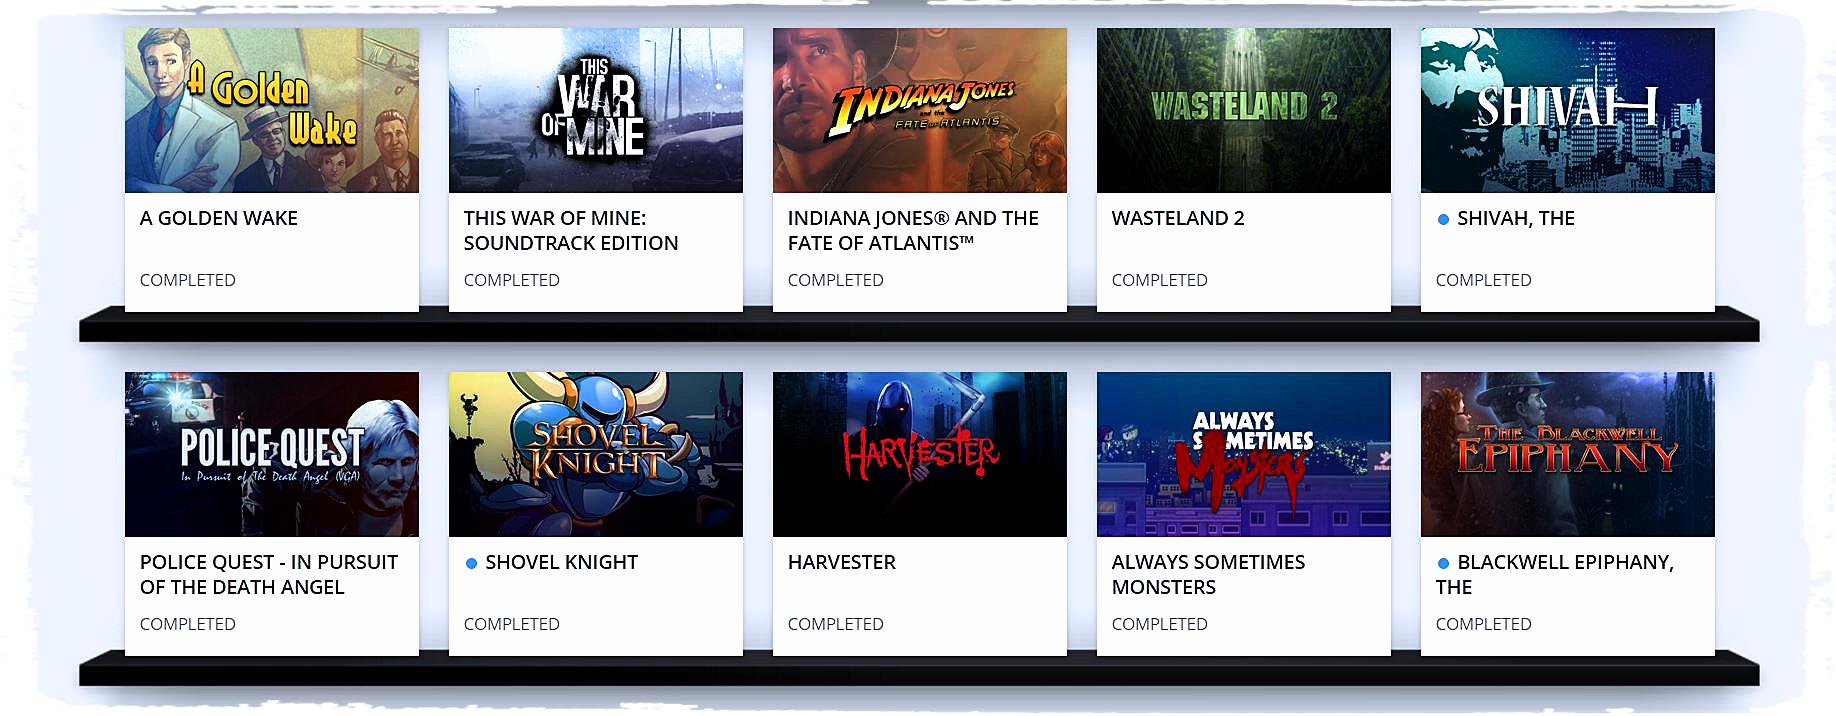 A Golden
Wake
THIS
WAR
OF MINE
INDIANA JONES
and the
FATE of ATLANTIS
WASTELAND 2
SHIVAH
A GOLDEN WAKE
THIS WAR OF MINE:
SOUNDTRACK EDITION
INDIANA JONES® AND THE
FATE OF ATLANTIS™
WASTELAND 2
SHIVAH, THE
COMPLETED
COMPLETED
COMPLETED
COMPLETED
COMPLETED
POLICE QUEST
In Pursuit of The Death Angel (VGA)
SHOVEL
KNIGHT
HARVESTER
ALWAYS
SOMETIMES
MONSTERS
THE BLACKWELL
EPIPHANY
POLICE QUEST - IN PURSUIT
OF THE DEATH ANGEL
SHOVEL KNIGHT
HARVESTER
ALWAYS SOMETIMES
MONSTERS
BLACKWELL EPIPHANY,
THE
COMPLETED
COMPLETED
COMPLETED
COMPLETED
COMPLETED